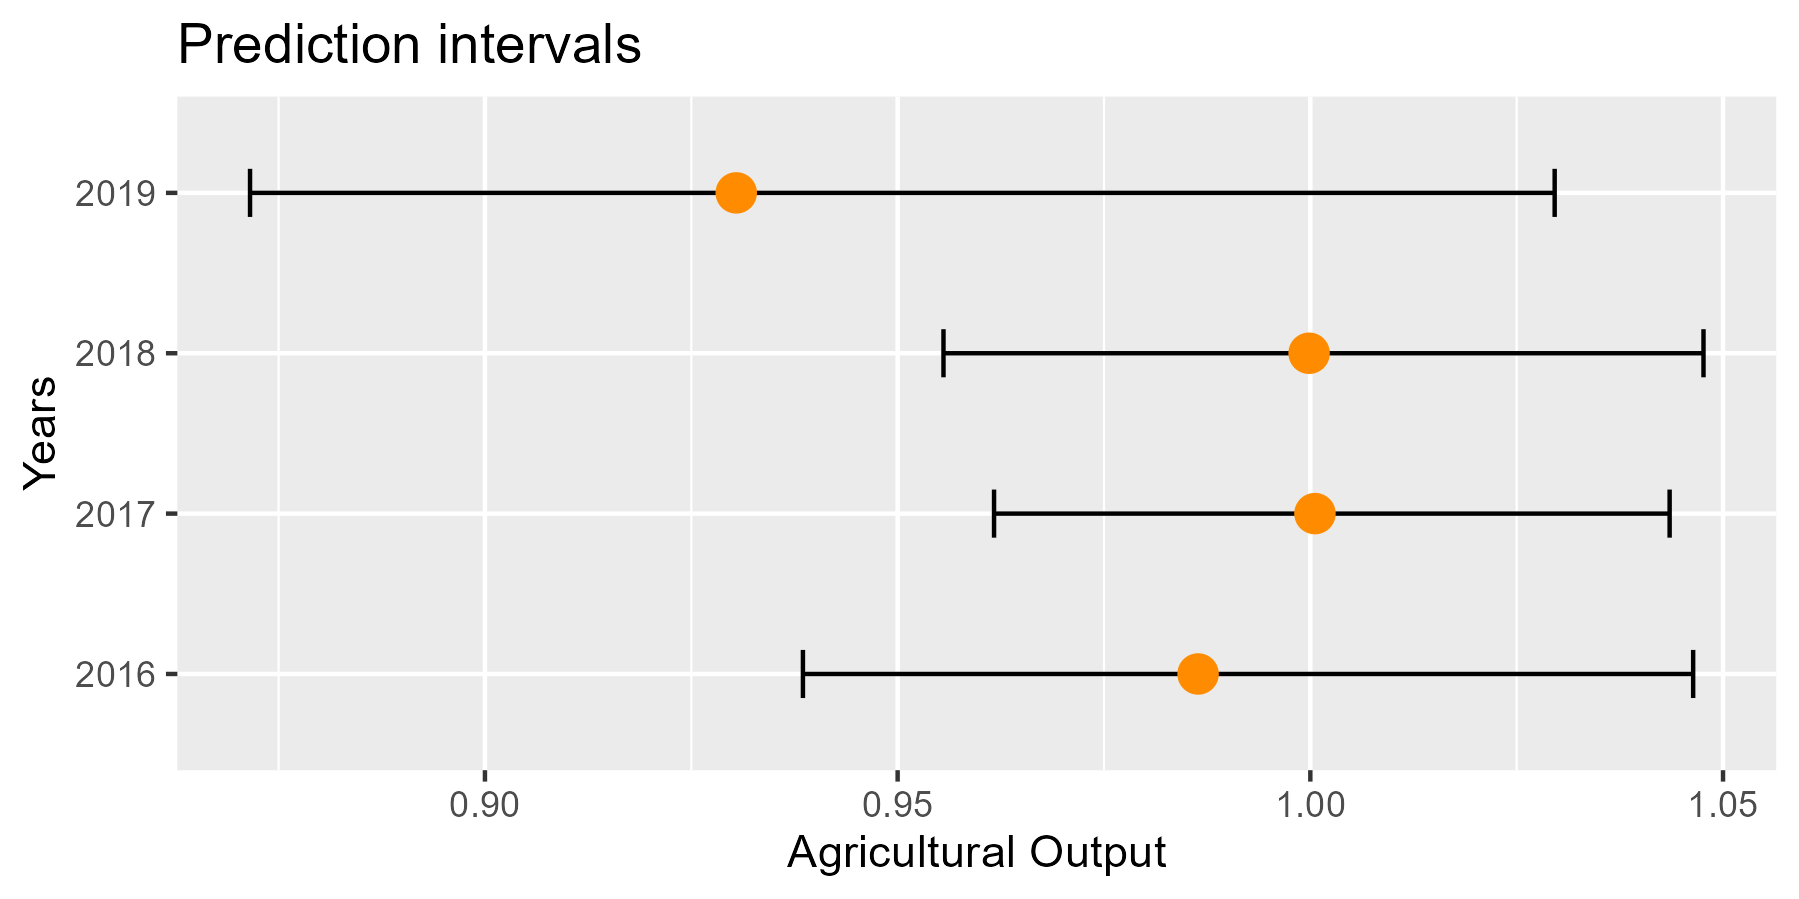 Prediction intervals
2019
2018
2017
2016
Years
0.90 0.95 1.00 1.05
Agricultural Output